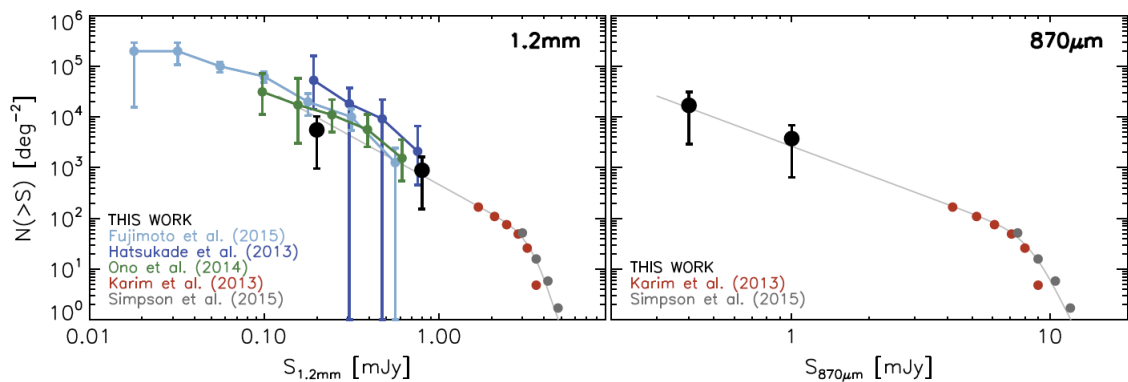 1.2mm
870μm
N(>S) [deg⁻²]
10⁶
10⁵
10⁴
10³
10²
10¹
10⁰
THIS WORK
Fujimoto et al. (2015)
Hatsukade et al. (2013)
Ono et al. (2014)
Karim et al. (2013)
Simpson et al. (2015)
THIS WORK
Karim et al. (2013)
Simpson et al. (2015)
0.01 0.10 1.00
1 10
S₁.₂mm [mJy]
S₈₇₀μm [mJy]